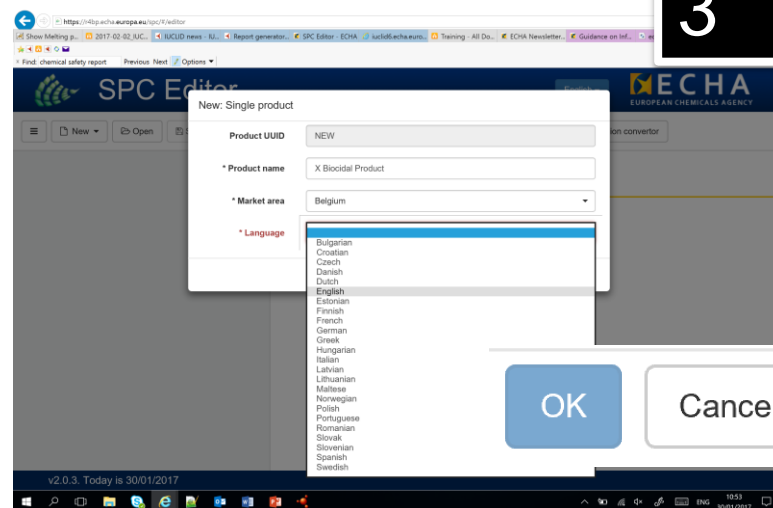 3
https://r4bp.echa.europa.eu/spc/#/editor
Show Melting p... 2017-02-02_IUC... IUCLID news - IU... Report generator... SPC Editor - ECHA iuclid6.echa.euro... Training - All Do... ECHA Newsletter... Guidance on Inf...
× Find: chemical safety report Previous Next Options
SPC Editor
English
ECHA
EUROPEAN CHEMICALS AGENCY
New Open
ion convertor
New: Single product
Product UUID NEW
* Product name X Biocidal Product
* Market area Belgium
* Language
Bulgarian
Croatian
Czech
Danish
Dutch
English
Estonian
Finnish
French
German
Greek
Hungarian
Italian
Latvian
Lithuanian
Maltese
Norwegian
Polish
Portuguese
Romanian
Slovak
Slovenian
Spanish
Swedish
OK Cance
v2.0.3. Today is 30/01/2017
ENG 10:53
30/01/2017